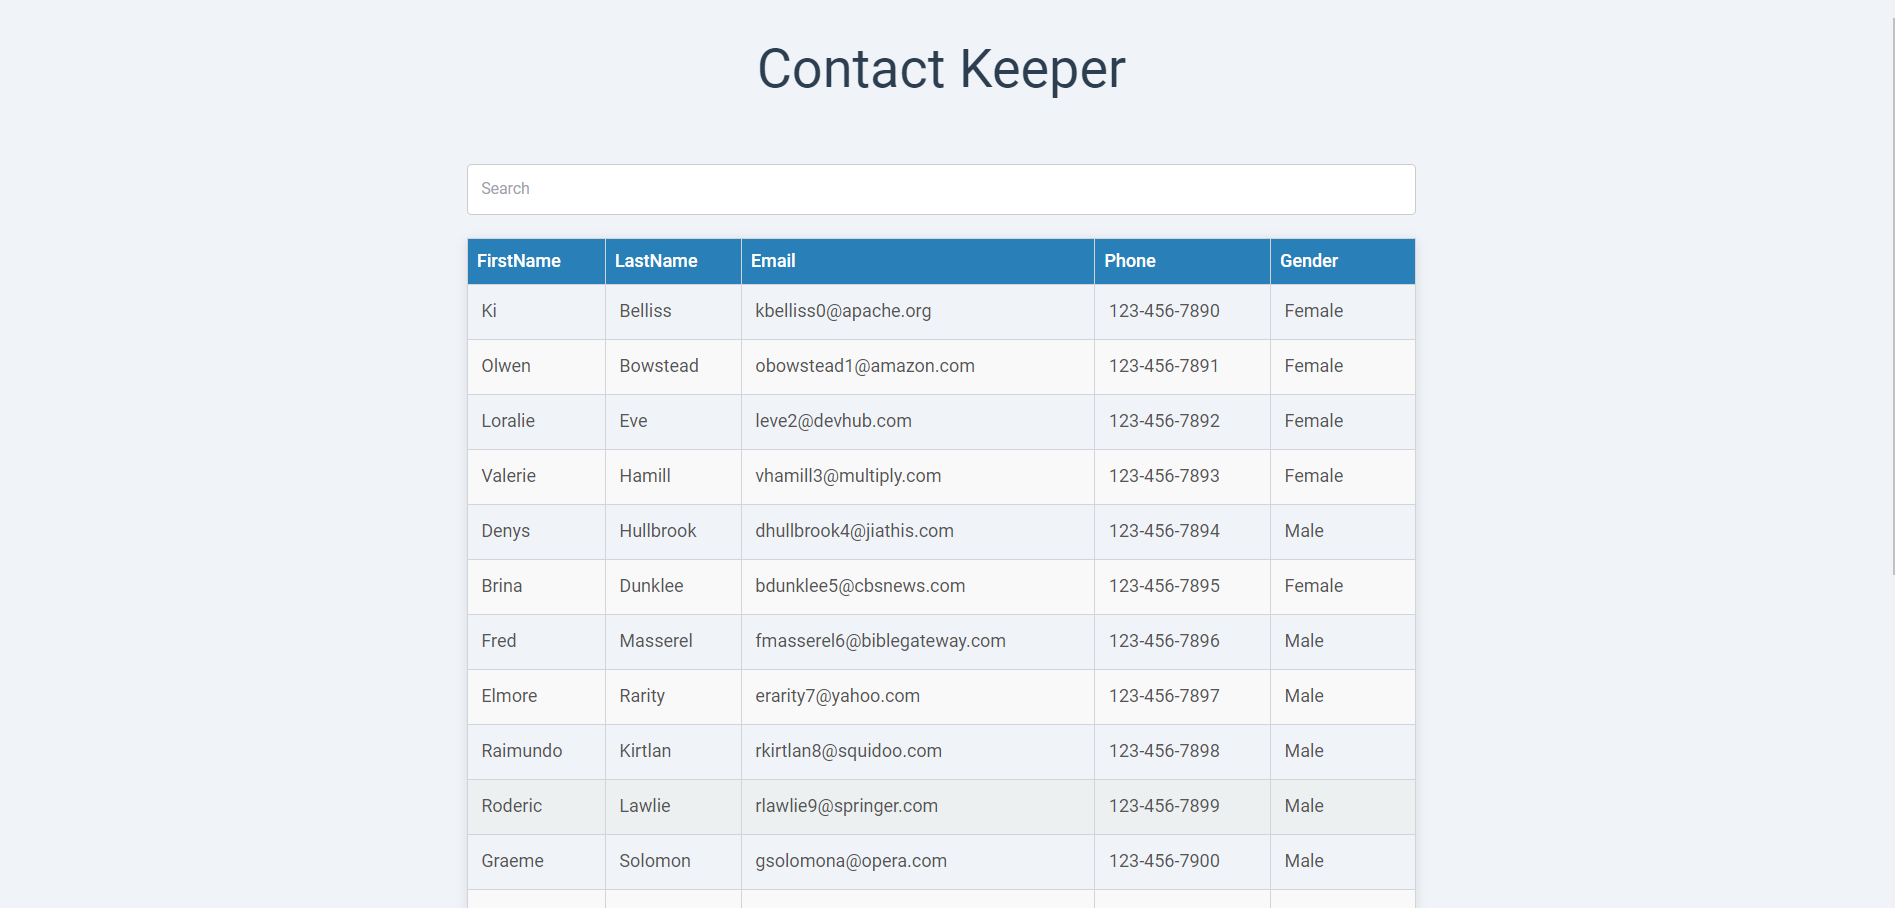 Contact Keeper
Search
FirstName LastName Email Phone Gender
Ki Belliss kbelliss0@apache.org 123-456-7890 Female
Olwen Bowstead obowstead1@amazon.com 123-456-7891 Female
Loralie Eve leve2@devhub.com 123-456-7892 Female
Valerie Hamill vhamill3@multiply.com 123-456-7893 Female
Denys Hullbrook dhullbrook4@jiathis.com 123-456-7894 Male
Brina Dunklee bdunklee5@cbsnews.com 123-456-7895 Female
Fred Masserel fmasserel6@biblegateway.com 123-456-7896 Male
Elmore Rarity erarity7@yahoo.com 123-456-7897 Male
Raimundo Kirtlan rkirtlan8@squidoo.com 123-456-7898 Male
Roderic Lawlie rlawlie9@springer.com 123-456-7899 Male
Graeme Solomon gsolomona@opera.com 123-456-7900 Male